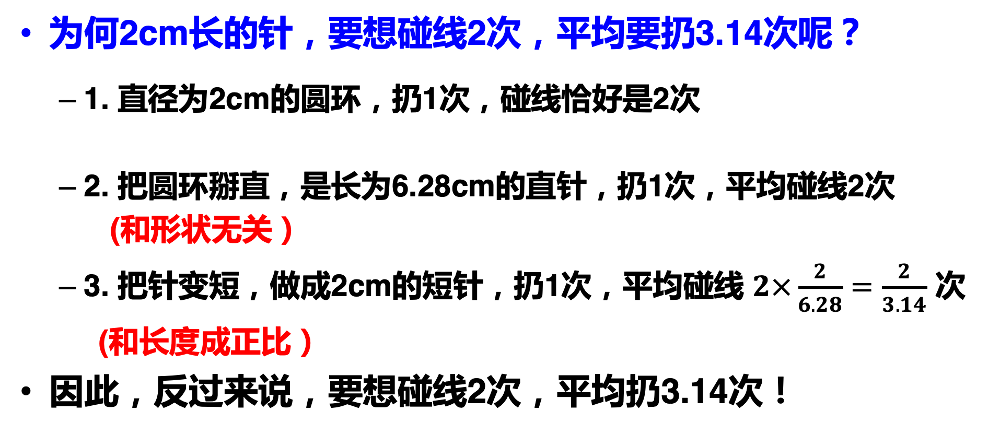 • 为何2cm长的针，要想碰线2次，平均要扔3.14次呢？
– 1. 直径为2cm的圆环，扔1次，碰线恰好是2次
– 2. 把圆环掰直，是长为6.28cm的直针，扔1次，平均碰线2次
(和形状无关）
– 3. 把针变短，做成2cm的短针，扔1次，平均碰线 2×2/6.28=2/3.14 次
(和长度成正比）
• 因此，反过来说，要想碰线2次，平均扔3.14次！